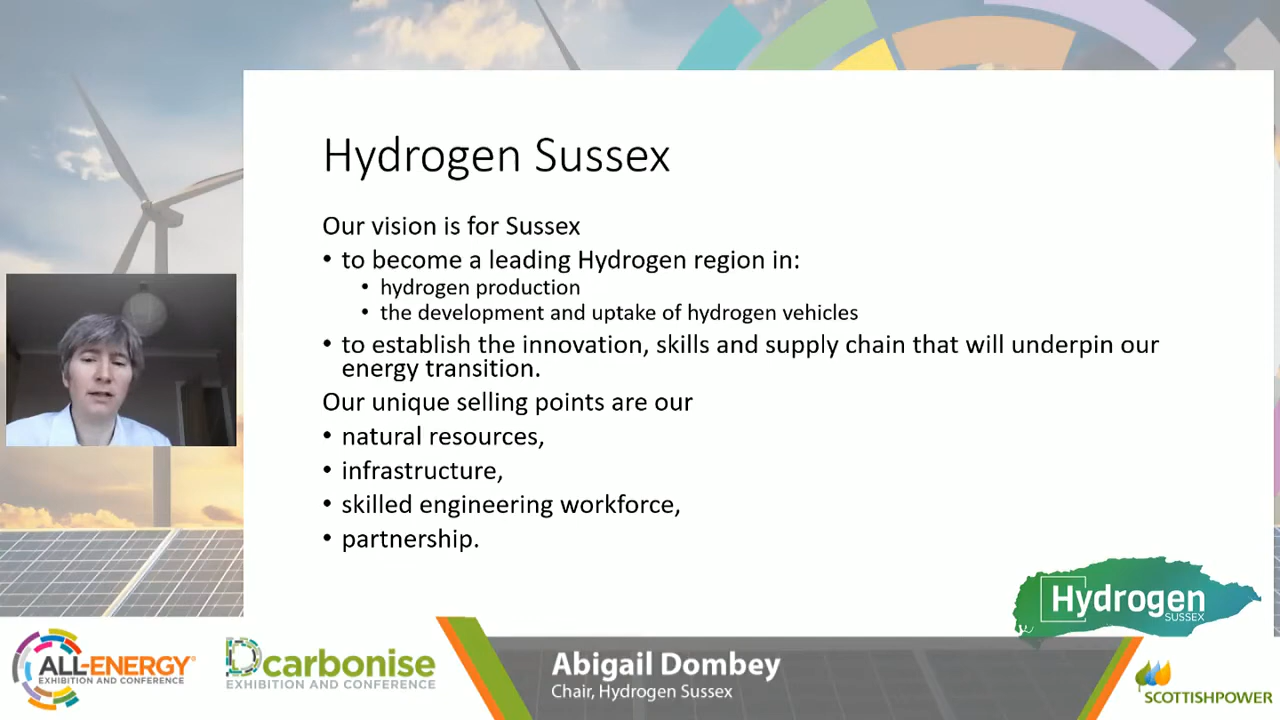 Hydrogen Sussex
Our vision is for Sussex
• to become a leading Hydrogen region in:
• hydrogen production
• the development and uptake of hydrogen vehicles
• to establish the innovation, skills and supply chain that will underpin our
energy transition.
Our unique selling points are our
• natural resources,
• infrastructure,
• skilled engineering workforce,
• partnership.
Hydrogen
SUSSEX
ALL-ENERGY®
EXHIBITION AND CONFERENCE
Dcarbonise
EXHIBITION AND CONFERENCE
Abigail Dombey
Chair, Hydrogen Sussex
SCOTTISHPOWER